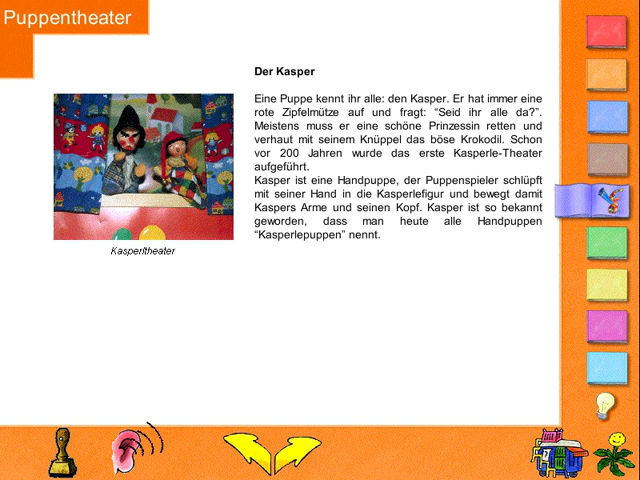 Puppentheater
Der Kasper
Eine Puppe kennt ihr alle: den Kasper. Er hat immer eine
rote Zipfelmütze auf und fragt: “Seid ihr alle da?”.
Meistens muss er eine schöne Prinzessin retten und
verhaut mit seinem Knüppel das böse Krokodil. Schon
vor 200 Jahren wurde das erste Kasperle-Theater
aufgeführt.
Kasper ist eine Handpuppe, der Puppenspieler schlüpft
mit seiner Hand in die Kasperlefigur und bewegt damit
Kaspers Arme und seinen Kopf. Kasper ist so bekannt
geworden, dass man heute alle Handpuppen
“Kasperlepuppen” nennt.
Kasperltheater